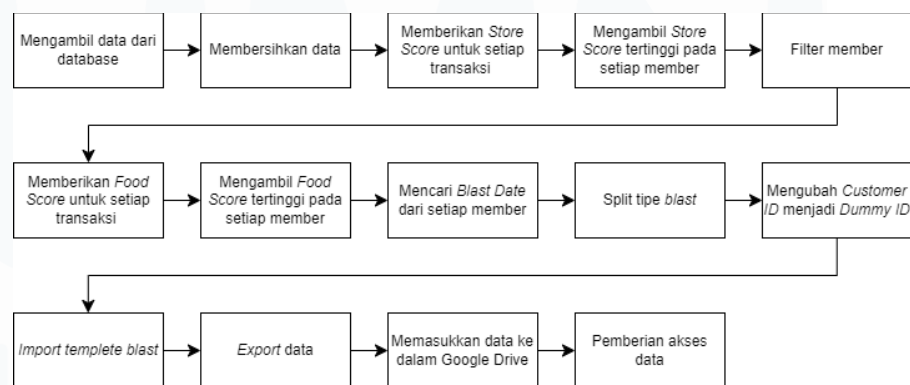 Mengambil data dari
database
Membersihkan data
Memberikan Store
Score untuk setiap
transaksi
Mengambil Store
Score tertinggi pada
setiap member
Filter member
Memberikan Food
Score untuk setiap
transaksi
Mengambil Food
Score tertinggi pada
setiap member
Mencari Blast Date
dari setiap member
Split tipe blast
Mengubah Customer
ID menjadi Dummy ID
Import templete blast
Export data
Memasukkan data ke
dalam Google Drive
Pemberian akses
data